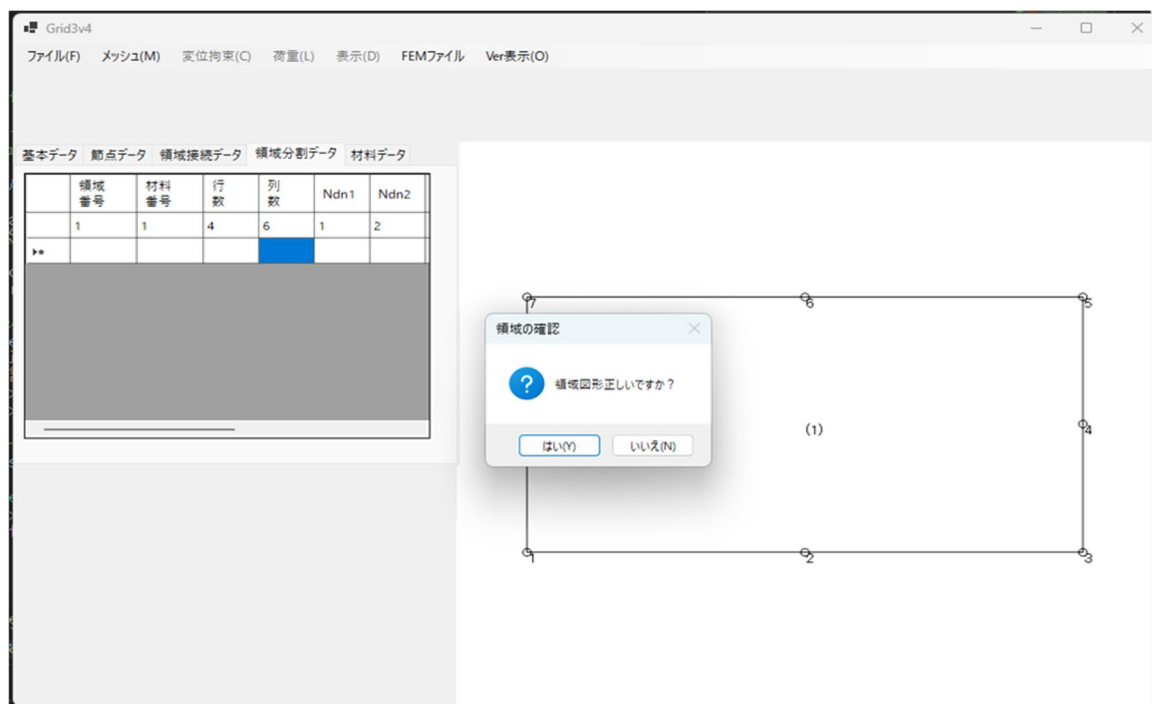 Grid3v4
ファイル(F) メッシュ(M) 変位拘束(C) 荷重(L) 表示(D) FEMファイル Ver表示(O)
基本データ 節点データ 領域接続データ 領域分割データ 材料データ
領域番号 材料番号 行数 列数 Ndn1 Ndn2
1 1 4 6 1 2
7 6 5
領域の確認
領域図形正しいですか？
はい(Y) いいえ(N)
(1)
4
1 2 3